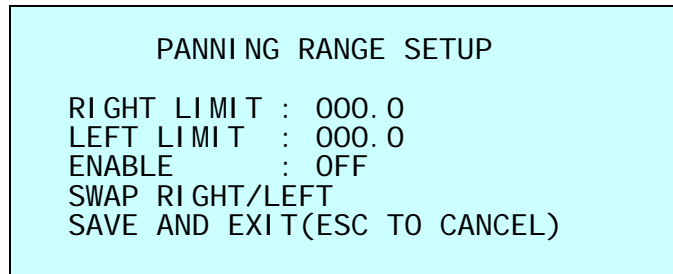 PANNING RANGE SETUP
RIGHT LIMIT : 000.0
LEFT LIMIT : 000.0
ENABLE : OFF
SWAP RIGHT/LEFT
SAVE AND EXIT(ESC TO CANCEL)